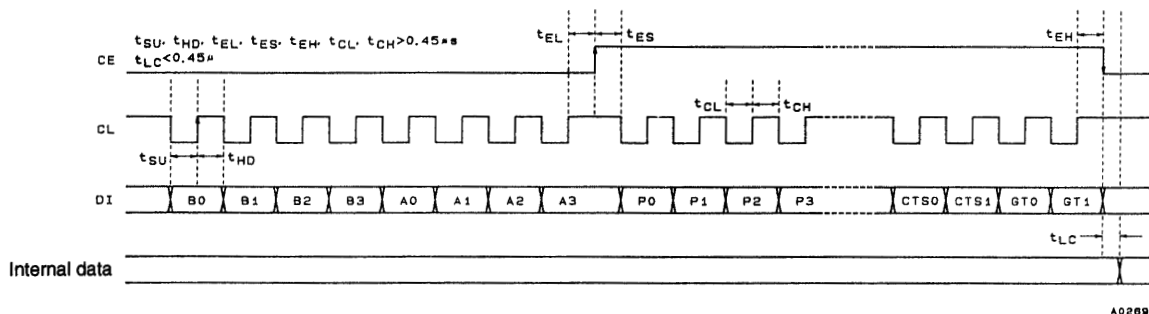 tSU, tHD, tEL, tES, tEH, tCL, tCH>0.45μs
tLC<0.45μ
tEL
tES
tEH
CE
tCL
tCH
CL
tSU
tHD
DI
B0
B1
B2
B3
A0
A1
A2
A3
P0
P1
P2
P3
CTS0
CTS1
GT0
GT1
tLC
Internal data
A0269